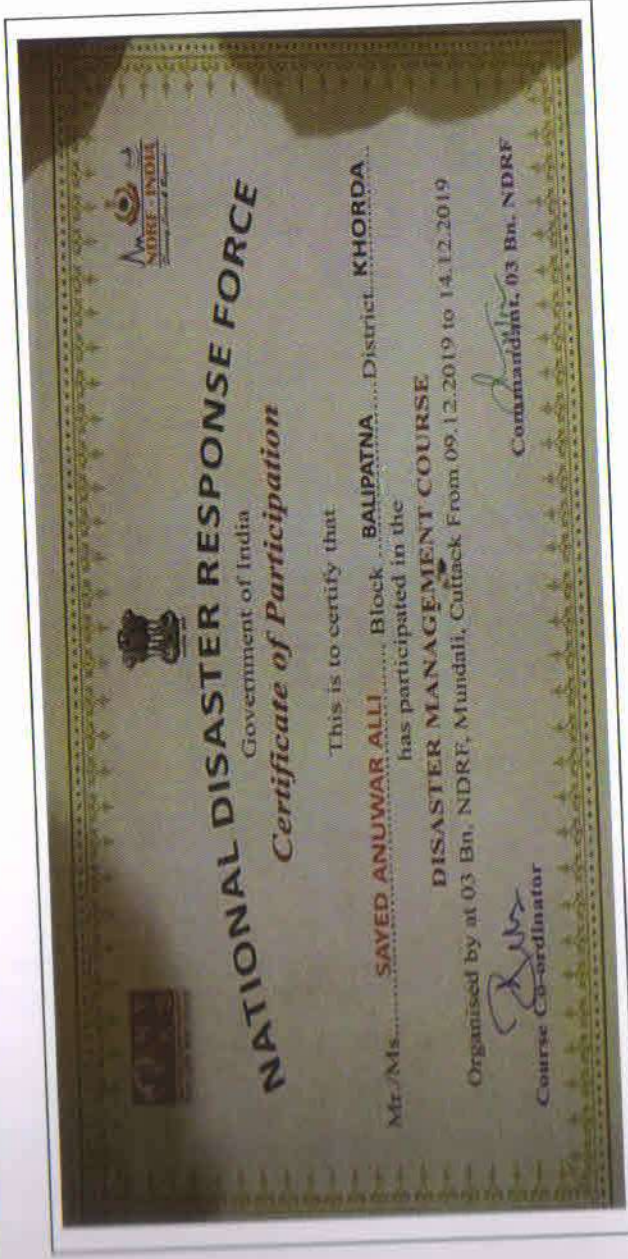 NDRF - INDIA
NATIONAL DISASTER RESPONSE FORCE
Government of India
Certificate of Participation
This is to certify that
Mr./Ms. SAYED ANUWAR ALLI Block BALIPATNA District KHORDA
has participated in the
DISASTER MANAGEMENT COURSE
Organised by at 03 Bn. NDRF, Mundali, Cuttack From 09.12.2019 to 14.12.2019
Course Co-ordinator
Commandant, 03 Bn. NDRF